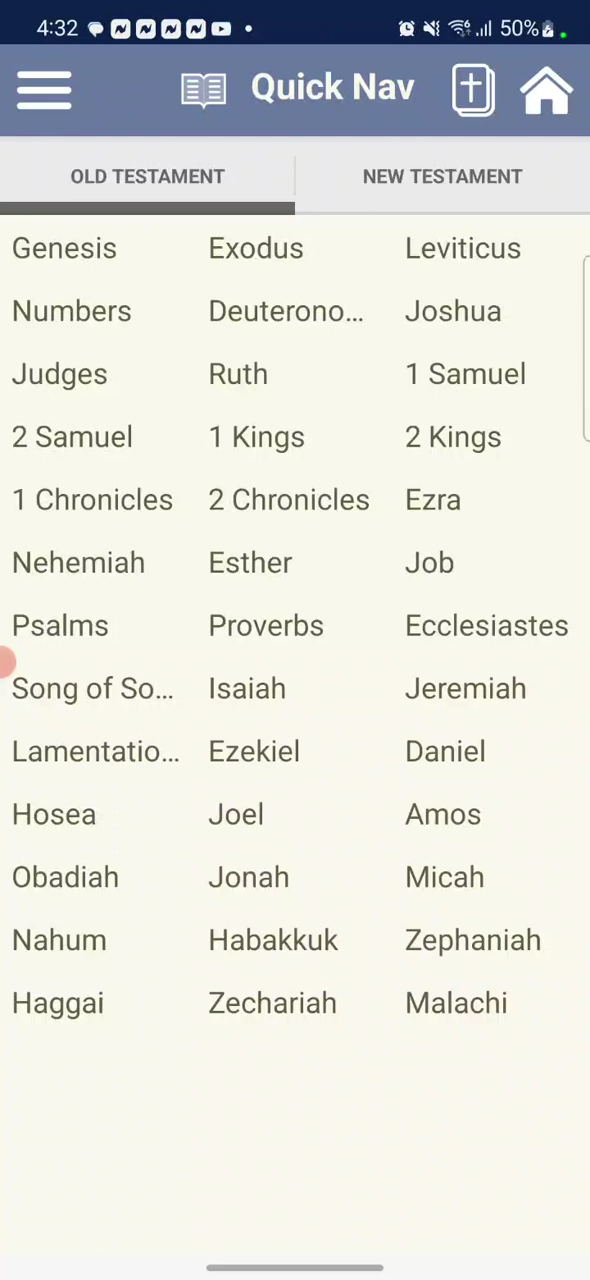 4:32 50%
Quick Nav
OLD TESTAMENT NEW TESTAMENT
Genesis Exodus Leviticus
Numbers Deuterono... Joshua
Judges Ruth 1 Samuel
2 Samuel 1 Kings 2 Kings
1 Chronicles 2 Chronicles Ezra
Nehemiah Esther Job
Psalms Proverbs Ecclesiastes
Song of So... Isaiah Jeremiah
Lamentatio... Ezekiel Daniel
Hosea Joel Amos
Obadiah Jonah Micah
Nahum Habakkuk Zephaniah
Haggai Zechariah Malachi